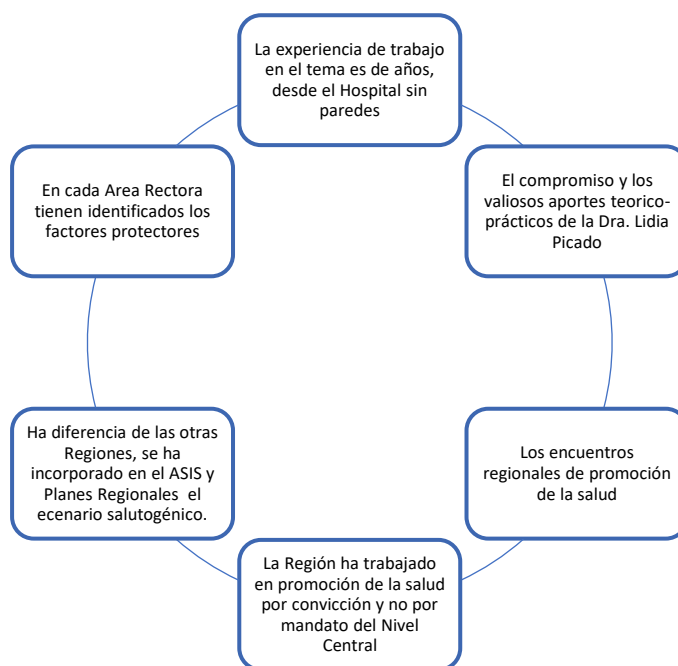 La experiencia de trabajo
en el tema es de años,
desde el Hospital sin
paredes
El compromiso y los
valiosos aportes teorico-
prácticos de la Dra. Lidia
Picado
Los encuentros
regionales de promoción
de la salud
La Región ha trabajado
en promoción de la salud
por convicción y no por
mandato del Nivel
Central
Ha diferencia de las otras
Regiones, se ha
incorporado en el ASIS y
Planes Regionales  el
ecenario salutogénico.
En cada Area Rectora
tienen identificados los
factores protectores